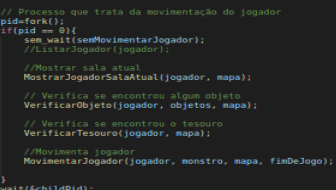 // Processo que trata da movimentação do jogador
pid=fork();
if(pid == 0){
sem_wait(semMovimentarJogador);
//ListarJogador(jogador);
//Mostrar sala atual
MostrarJogadorSalaAtual(jogador, mapa);
// Verifica se encontrou algum objeto
VerificarObjeto(jogador, objetos, mapa);
// Verifica se encontrou o tesouro
VerificarTesouro(jogador, mapa);
//Movimenta jogador
MovimentarJogador(jogador, monstro, mapa, fimDeJogo);
}
wait(&childPid);